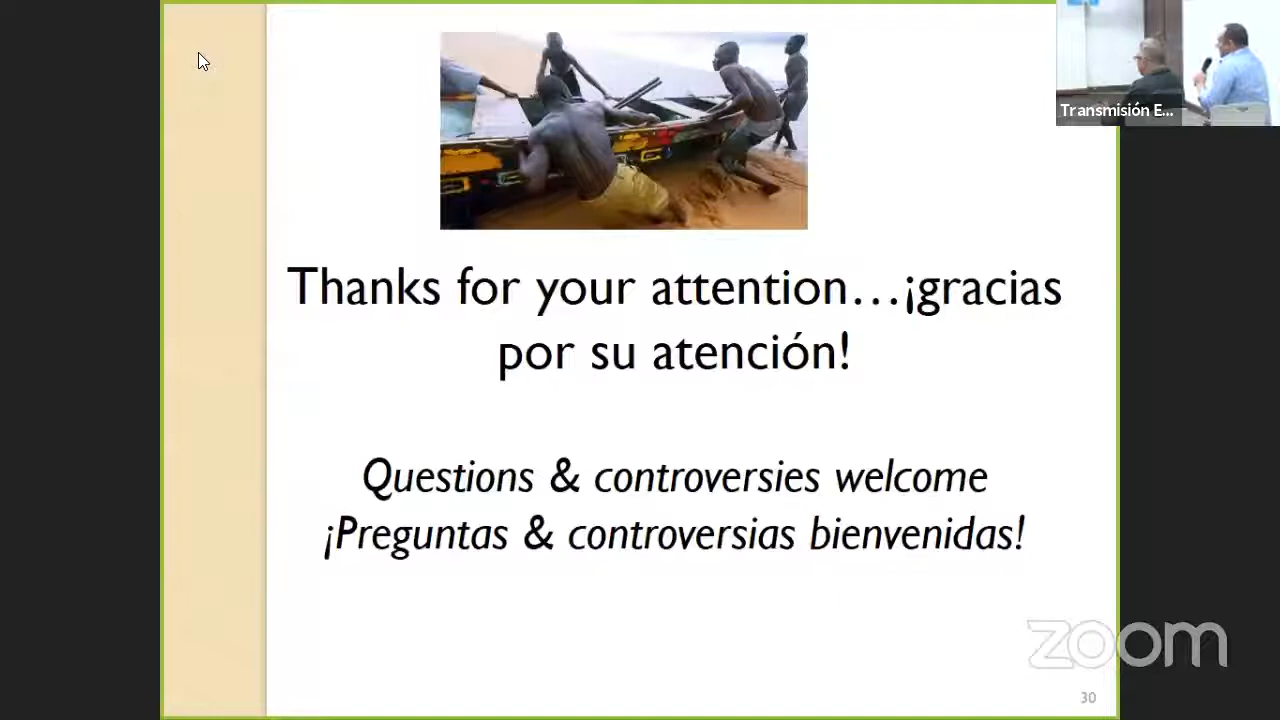 Transmisión E...
Thanks for your attention...¡gracias
por su atención!
Questions & controversies welcome
¡Preguntas & controversias bienvenidas!
zoom
30